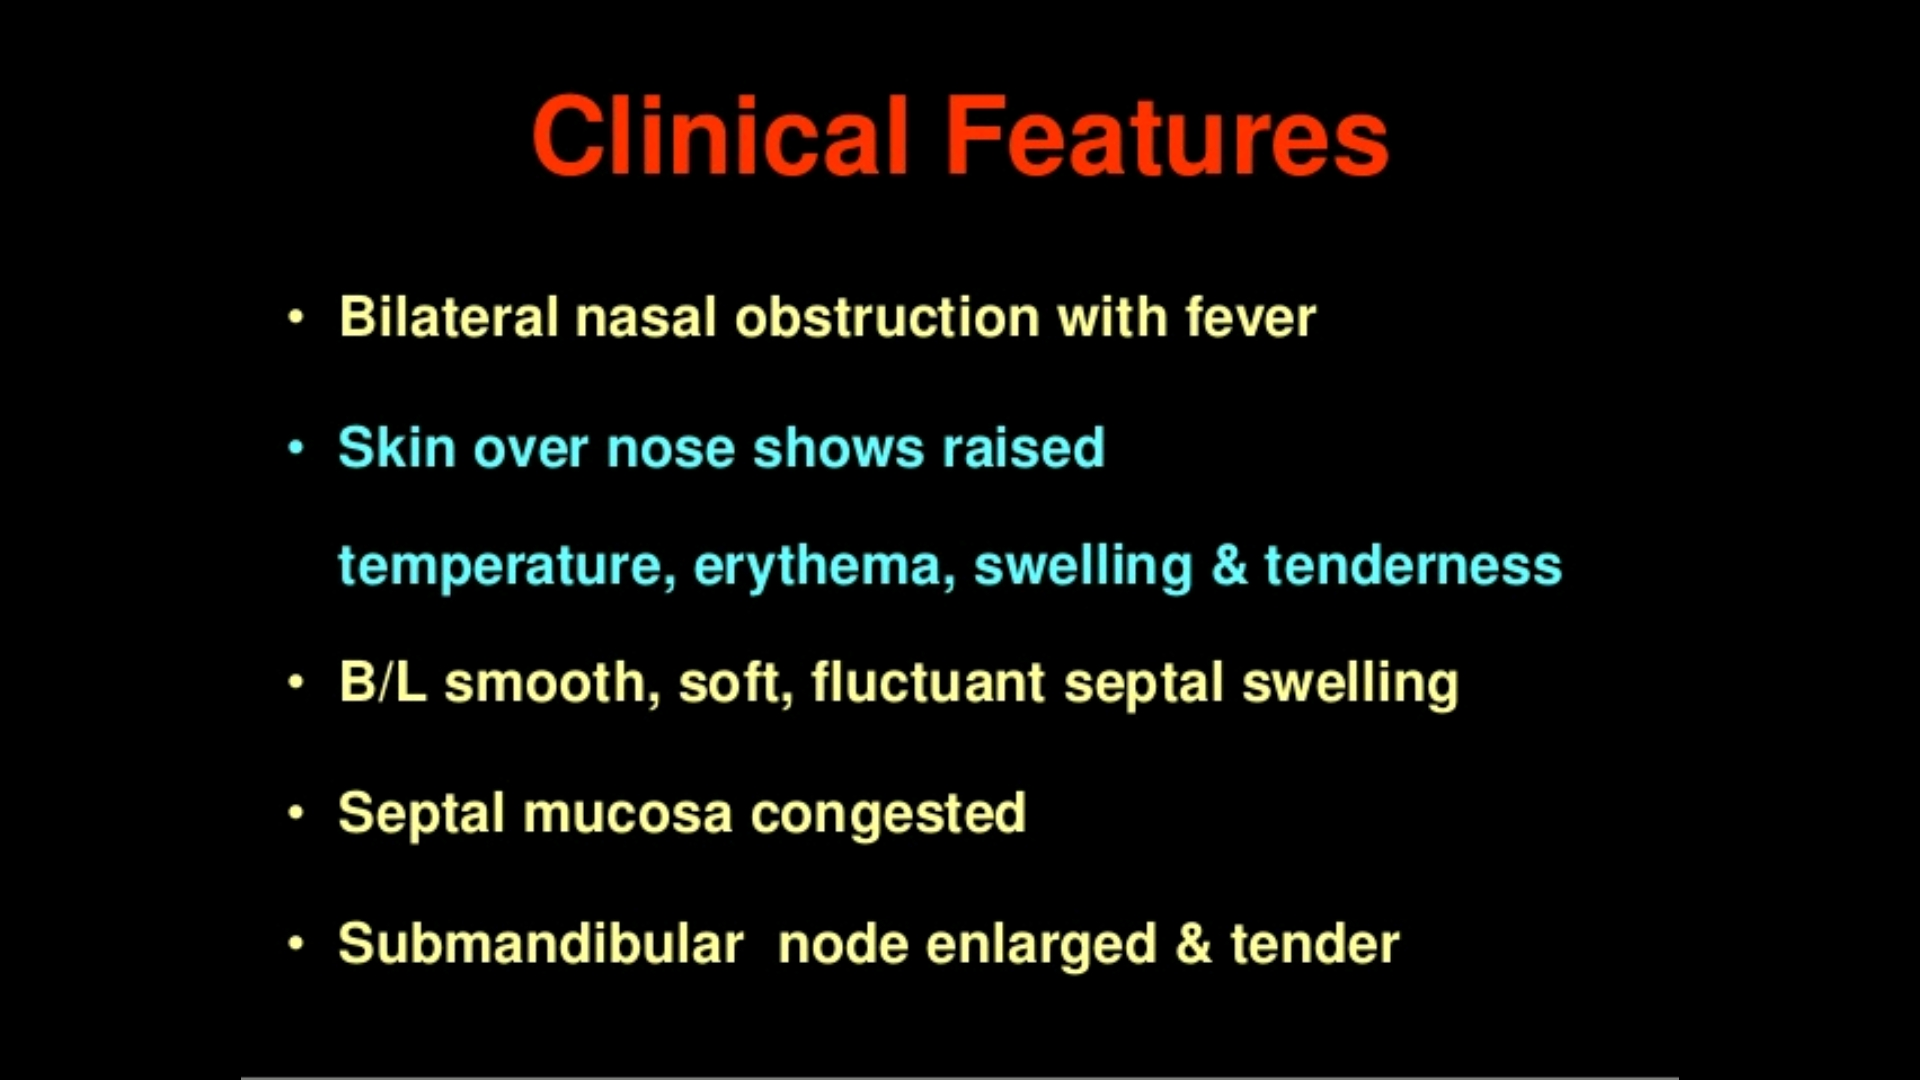 Clinical Features
• Bilateral nasal obstruction with fever
• Skin over nose shows raised
temperature, erythema, swelling & tenderness
• B/L smooth, soft, fluctuant septal swelling
• Septal mucosa congested
• Submandibular  node enlarged & tender